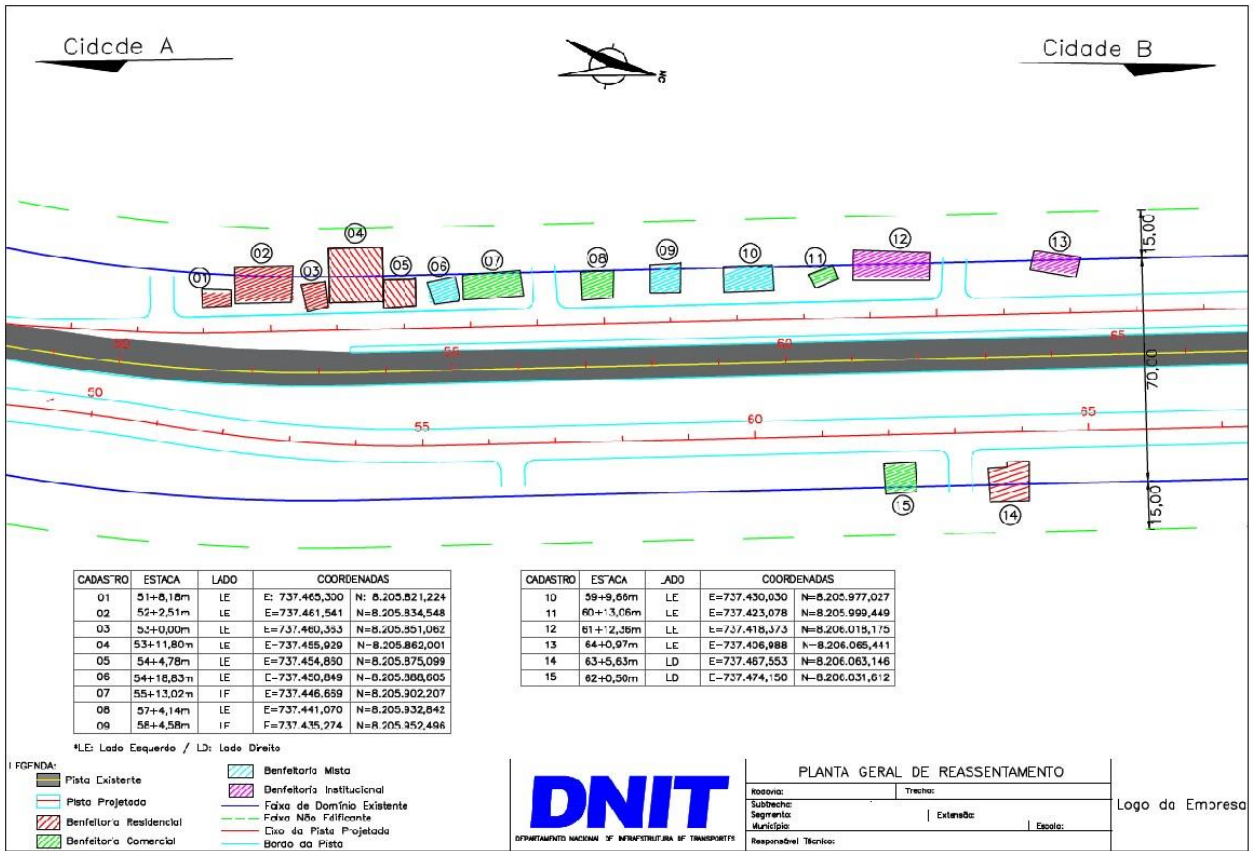 Cidcde A
Cidade B
NO
01
02
03
04
05
06
07
08
09
10
11
12
13
15,00
50
55
60
65
70,00
50
55
60
65
15
14
15,00
CADASTRO ESTACA LADO COORDENADAS
01 51+8,18m LE E: 737.465,300 N: 8.205.821,224
02 52+2,51m LE E=737.461,541 N=8.205.834,548
03 53+0,00m LE E=737.460,363 N=8.205.851,062
04 53+11,80m LE E=737.455,929 N=8.205.862,001
05 54+4,78m LE E=737.454,860 N=8.205.875,099
06 54+18,83m LE E=737.450,849 N=8.205.888,605
07 55+13,02m LE E=737.446,669 N=8.205.902,207
08 57+4,14m LE E=737.441,070 N=8.205.932,842
09 58+4,58m LE E=737.435,274 N=8.205.952,496
CADASTRO ESTACA LADO COORDENADAS
10 59+9,66m LE E=737.430,030 N=8.205.977,027
11 60+13,06m LE E=737.423,078 N=8.205.999,449
12 61+12,36m LE E=737.418,373 N=8.206.018,175
13 64+0,97m LE E=737.406,988 N=8.206.065,441
14 63+5,63m LD E=737.467,553 N=8.206.063,146
15 62+0,50m LD E=737.474,150 N=8.206.031,612
*LE: Lado Esquerdo / LD: Lado Direito
LEGENDA:
Pista Existente
Pista Projetada
Benfeitoria Residencial
Benfeitoria Comercial
Benfeitoria Mista
Benfeitoria Institucional
Faixa de Domínio Existente
Faixa Não Edificante
Eixo da Pista Projetada
Bordo da Pista
DNIT
DEPARTAMENTO NACIONAL DE INFRAESTRUTURA DE TRANSPORTES
PLANTA GERAL DE REASSENTAMENTO
Rodovia: Trecho:
Subtrecho:
Segmento: Extensão:
Município: Escala:
Responsável Técnico:
Logo da Empresa